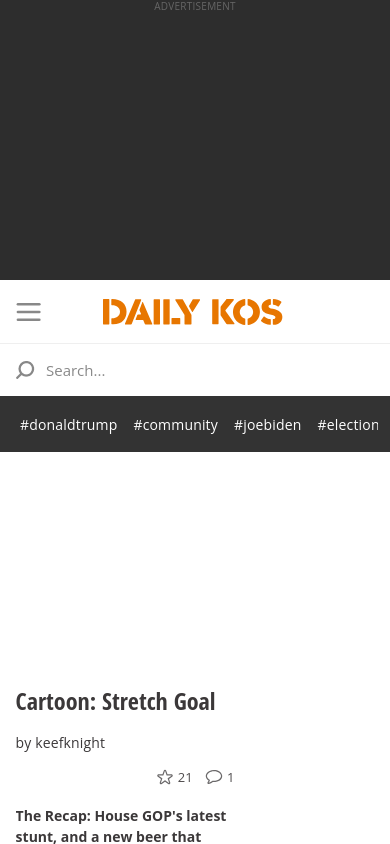 ADVERTISEMENT
DAILY KOS
Search...
#donaldtrump #community #joebiden #election
Cartoon: Stretch Goal
by keefknight
21 1
The Recap: House GOP's latest
stunt, and a new beer that